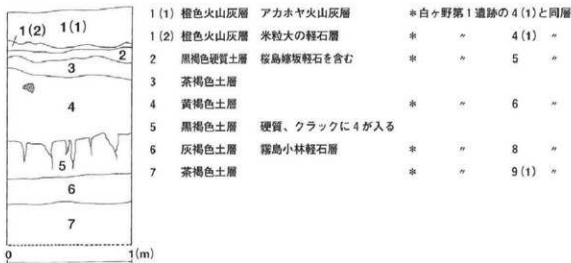 1(1) 橙色火山灰層 アカホヤ火山灰層 *白ヶ野第1遺跡の4(1)と同層
1(2) 橙色火山灰層 米粒大の軽石層 * 〃 4(1) 〃
2 黒褐色硬質土層 桜島嫁坂軽石を含む * 〃 5 〃
3 茶褐色土層
4 黄褐色土層 * 〃 6 〃
5 黒褐色土層 硬質、クラックに4が入る
6 灰褐色土層 霧島小林軽石層 * 〃 8 〃
7 茶褐色土層 * 〃 9(1) 〃
1(2) 1(1)
2
3
4
5
6
7
0 1(m)